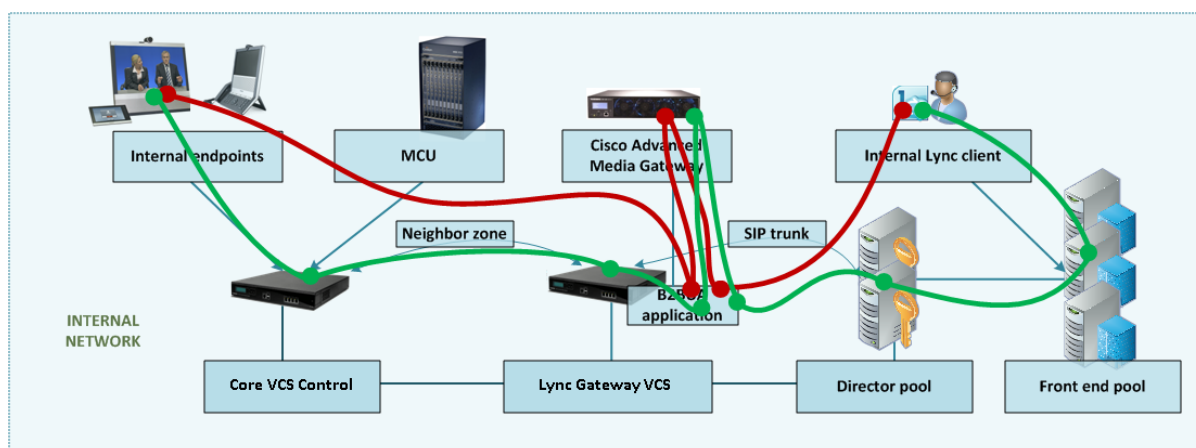 Internal endpoints
MCU
Cisco Advanced
Media Gateway
Internal Lync client
Neighbor zone
SIP trunk
B2BUA
application
INTERNAL
NETWORK
Core VCS Control
Lync Gateway VCS
Director pool
Front end pool